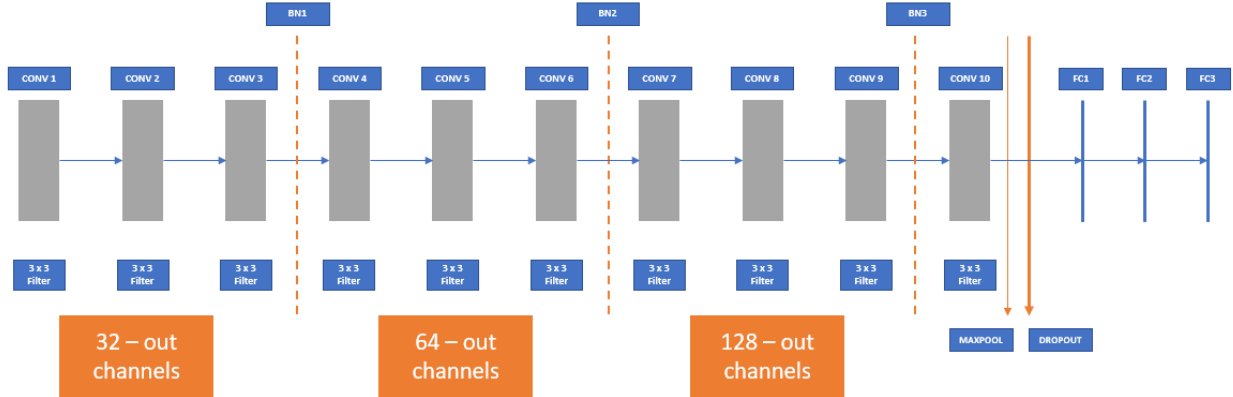 BN1
BN2
BN3
CONV 1
CONV 2
CONV 3
CONV 4
CONV 5
CONV 6
CONV 7
CONV 8
CONV 9
CONV 10
FC1
FC2
FC3
3 x 3
Filter
3 x 3
Filter
3 x 3
Filter
3 x 3
Filter
3 x 3
Filter
3 x 3
Filter
3 x 3
Filter
3 x 3
Filter
3 x 3
Filter
3 x 3
Filter
32 – out
channels
64 – out
channels
128 – out
channels
MAXPOOL
DROPOUT